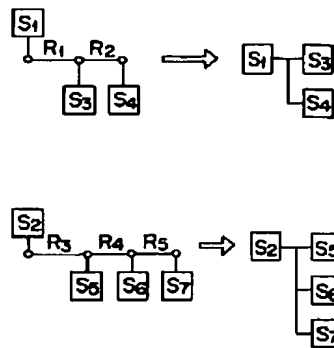 S1
R1 R2
S3 S4
S1 S3
S4
S2
R3 R4 R5
S5 S6 S7
S2 S5
S6
S7